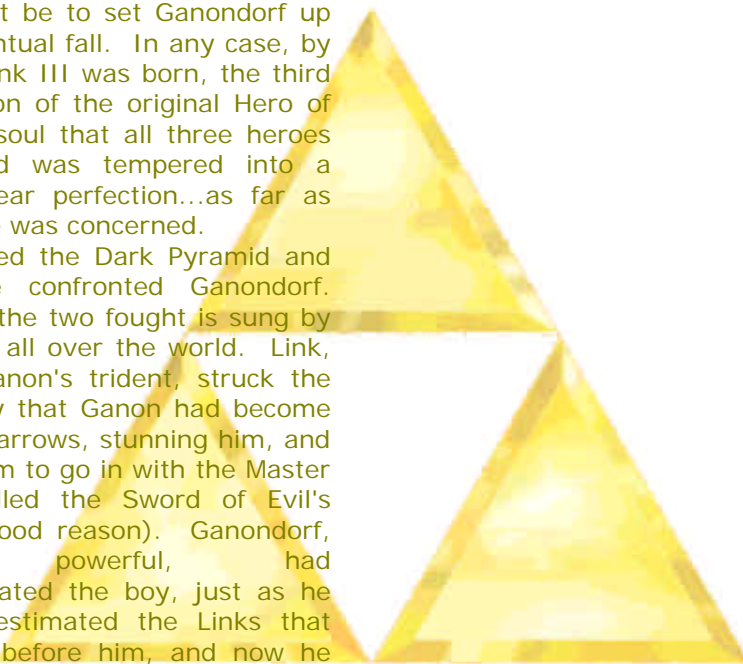 t be to set Ganondorf up
ntual fall. In any case, by
nk III was born, the third
on of the original Hero of
soul that all three heroes
d was tempered into a
ear perfection...as far as
e was concerned.
ed the Dark Pyramid and
e confronted Ganondorf.
the two fought is sung by
all over the world. Link,
anon's trident, struck the
w that Ganon had become
arrows, stunning him, and
m to go in with the Master
lled the Sword of Evil's
ood reason). Ganondorf,
powerful, had
ated the boy, just as he
estimated the Links that
before him, and now he